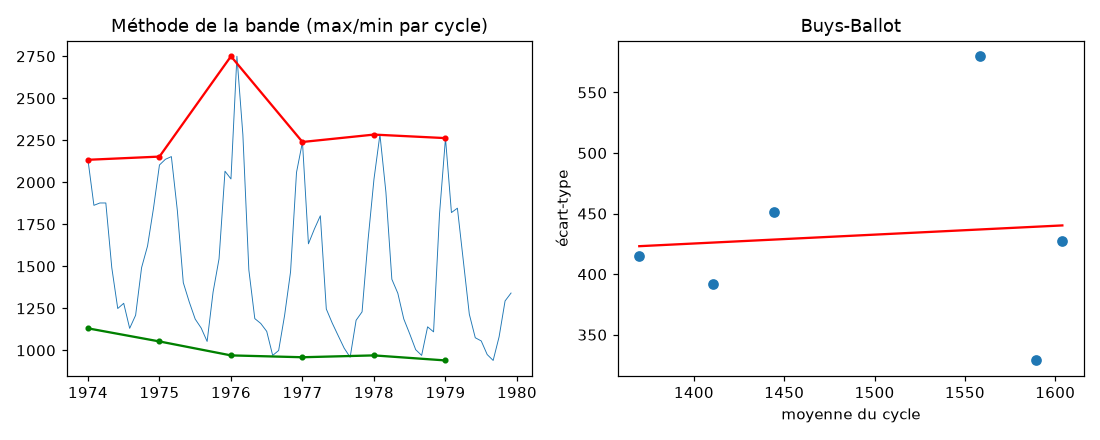 Méthode de la bande (max/min par cycle)
2750
2500
2250
2000
1750
1500
1250
1000
1974 1975 1976 1977 1978 1979 1980
Buys-Ballot
écart-type
550
500
450
400
350
1400 1450 1500 1550 1600
moyenne du cycle